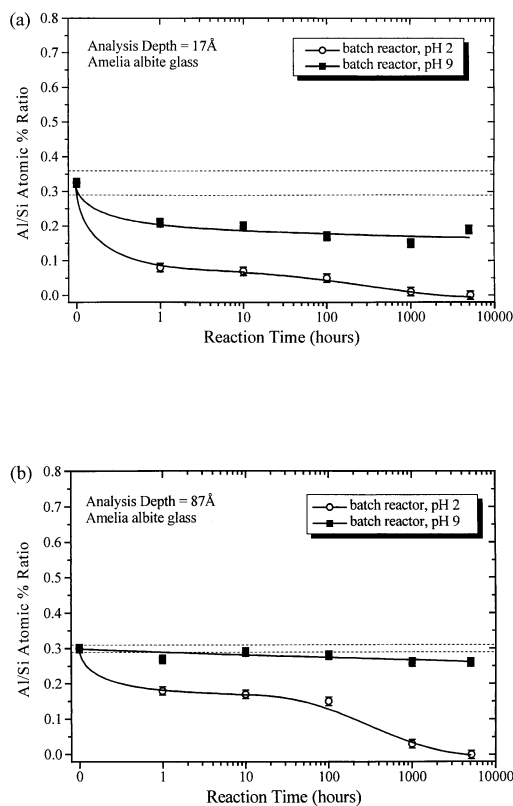 (a)
0.8
0.7
0.6
0.5
0.4
0.3
0.2
0.1
0.0
Al/Si Atomic % Ratio
Analysis Depth = 17Å
Amelia albite glass
batch reactor, pH 2
batch reactor, pH 9
0 1 10 100 1000 10000
Reaction Time (hours)
(b)
0.8
0.7
0.6
0.5
0.4
0.3
0.2
0.1
0.0
Al/Si Atomic % Ratio
Analysis Depth = 87Å
Amelia albite glass
batch reactor, pH 2
batch reactor, pH 9
0 1 10 100 1000 10000
Reaction Time (hours)